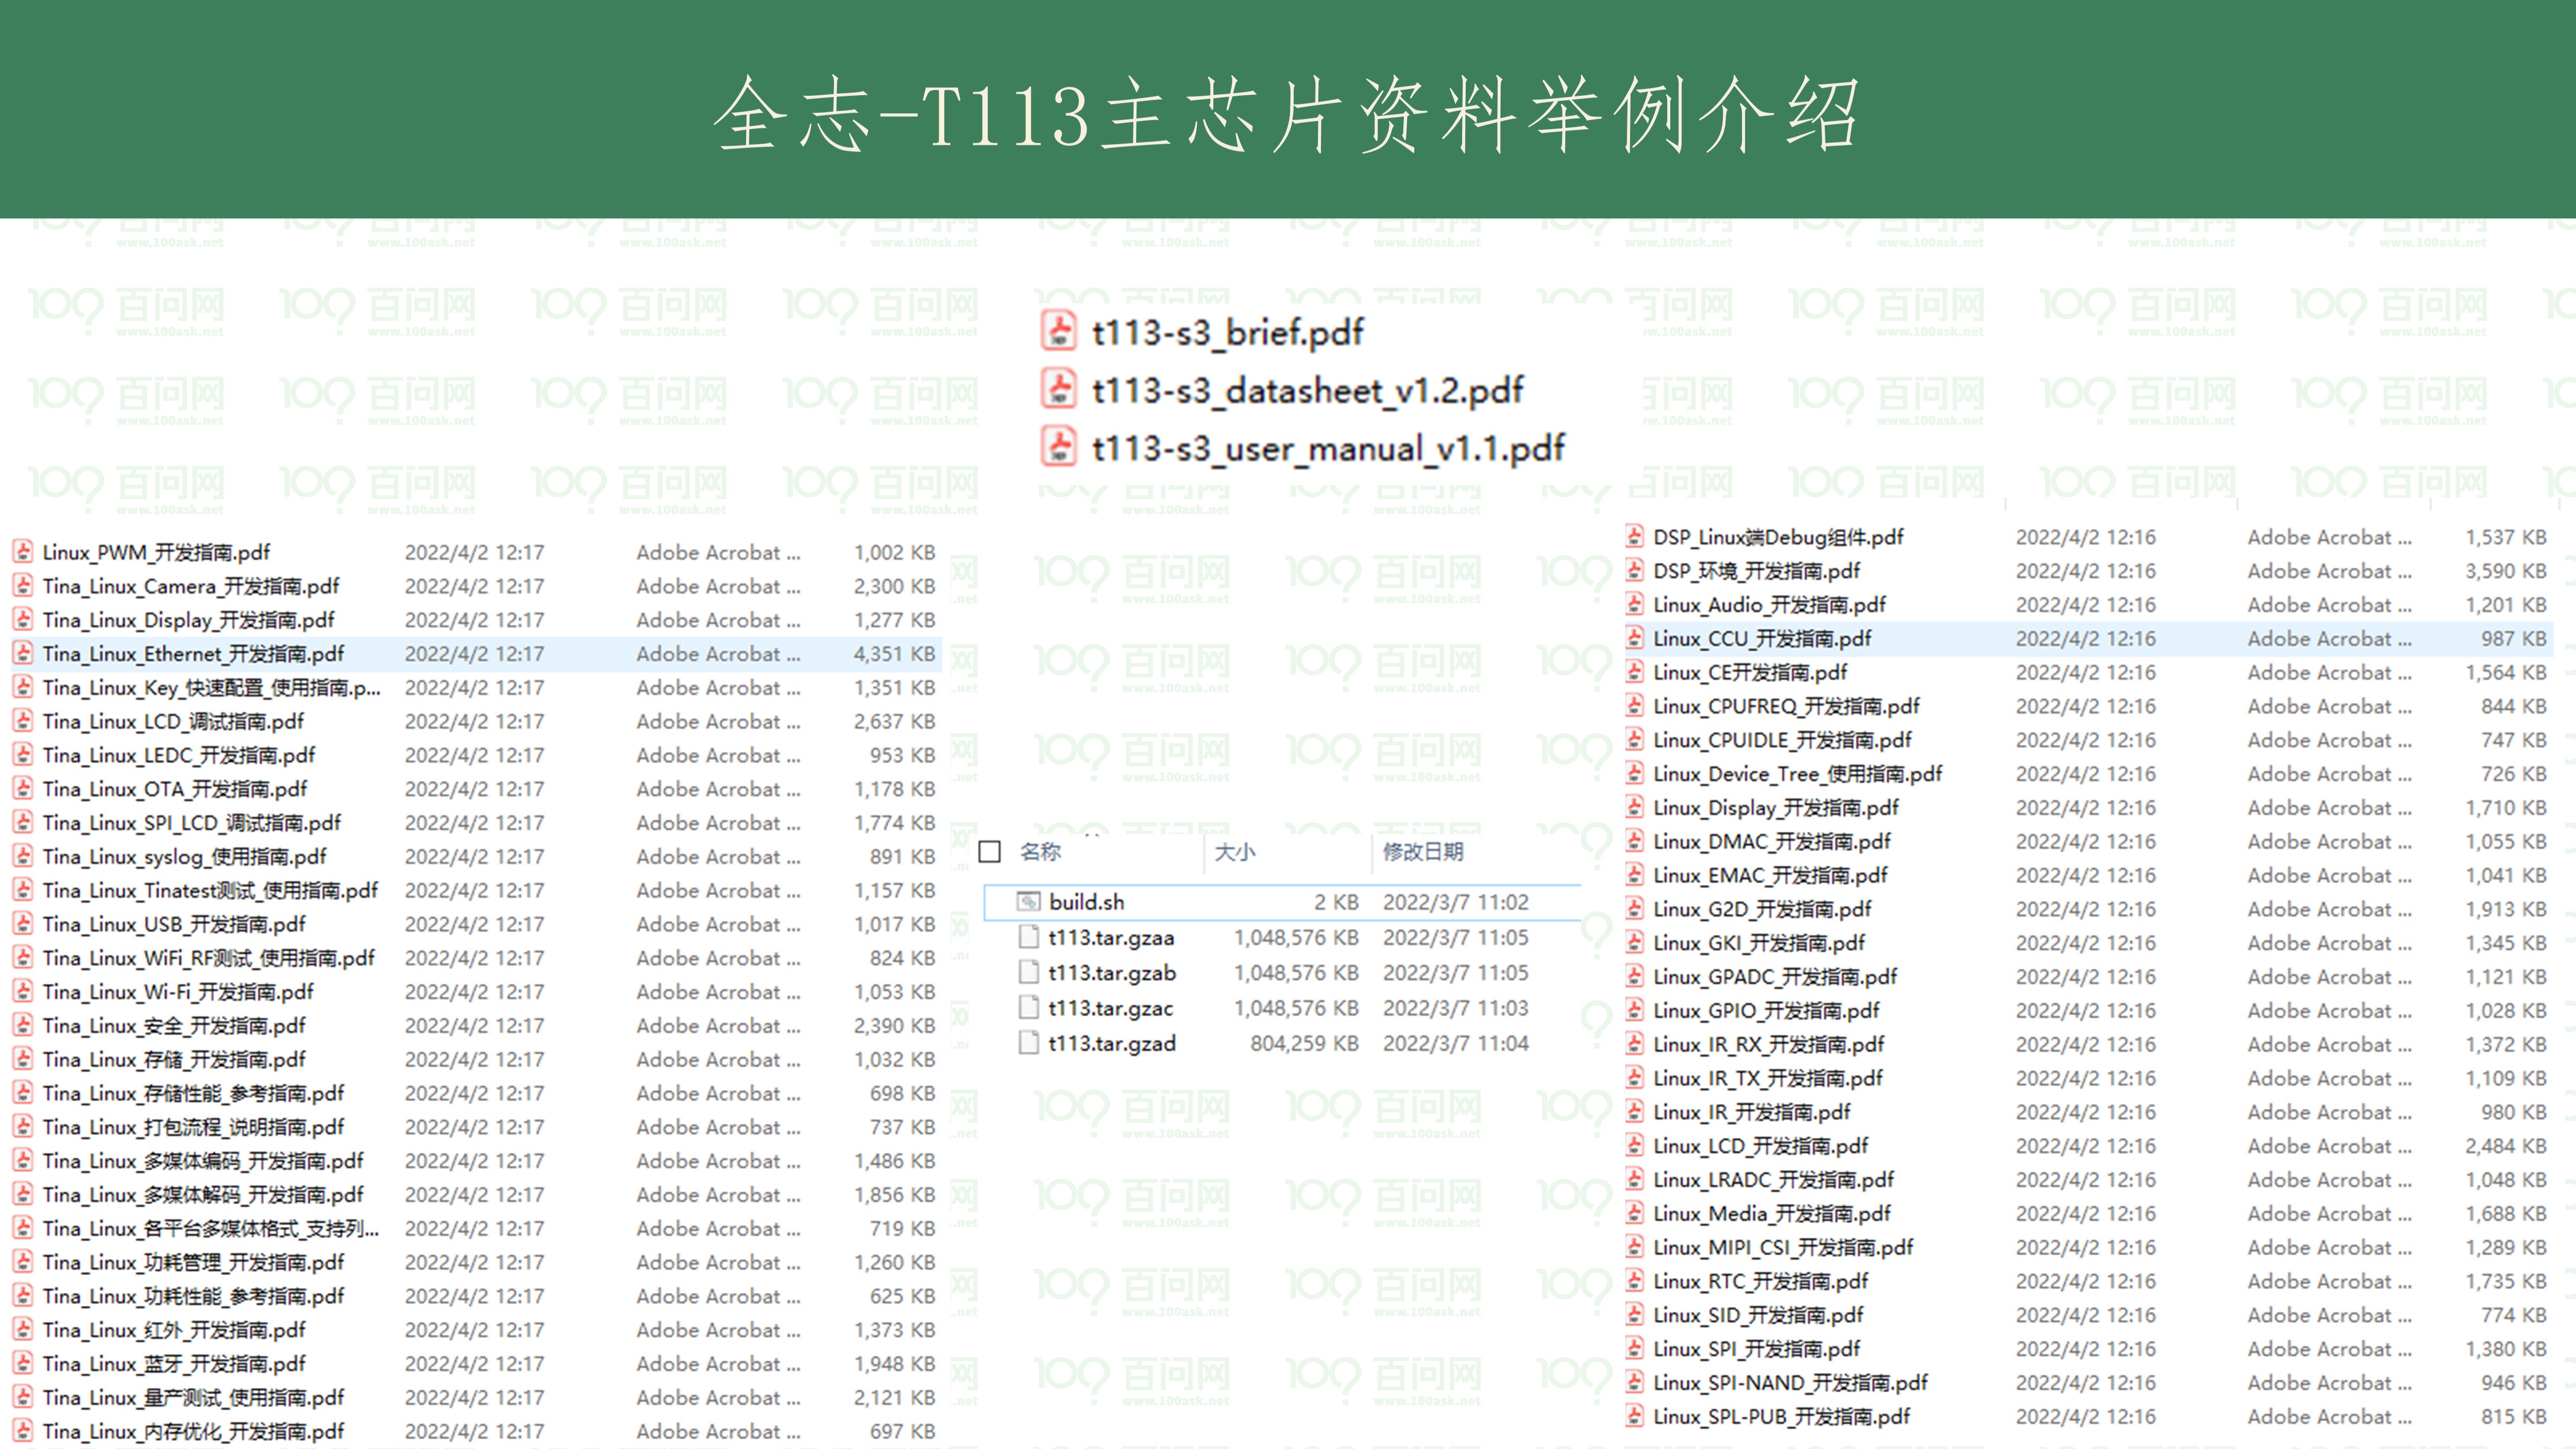 全志-T113主芯片资料举例介绍
t113-s3_brief.pdf
t113-s3_datasheet_v1.2.pdf
t113-s3_user_manual_v1.1.pdf
Linux_PWM_开发指南.pdf 2022/4/2 12:17 Adobe Acrobat ... 1,002 KB
Tina_Linux_Camera_开发指南.pdf 2022/4/2 12:17 Adobe Acrobat ... 2,300 KB
Tina_Linux_Display_开发指南.pdf 2022/4/2 12:17 Adobe Acrobat ... 1,277 KB
Tina_Linux_Ethernet_开发指南.pdf 2022/4/2 12:17 Adobe Acrobat ... 4,351 KB
Tina_Linux_Key_快速配置_使用指南.p... 2022/4/2 12:17 Adobe Acrobat ... 1,351 KB
Tina_Linux_LCD_调试指南.pdf 2022/4/2 12:17 Adobe Acrobat ... 2,637 KB
Tina_Linux_LEDC_开发指南.pdf 2022/4/2 12:17 Adobe Acrobat ... 953 KB
Tina_Linux_OTA_开发指南.pdf 2022/4/2 12:17 Adobe Acrobat ... 1,178 KB
Tina_Linux_SPI_LCD_调试指南.pdf 2022/4/2 12:17 Adobe Acrobat ... 1,774 KB
Tina_Linux_syslog_使用指南.pdf 2022/4/2 12:17 Adobe Acrobat ... 891 KB
Tina_Linux_Tinatest测试_使用指南.pdf 2022/4/2 12:17 Adobe Acrobat ... 1,157 KB
Tina_Linux_USB_开发指南.pdf 2022/4/2 12:17 Adobe Acrobat ... 1,017 KB
Tina_Linux_WiFi_RF测试_使用指南.pdf 2022/4/2 12:17 Adobe Acrobat ... 824 KB
Tina_Linux_Wi-Fi_开发指南.pdf 2022/4/2 12:17 Adobe Acrobat ... 1,053 KB
Tina_Linux_安全_开发指南.pdf 2022/4/2 12:17 Adobe Acrobat ... 2,390 KB
Tina_Linux_存储_开发指南.pdf 2022/4/2 12:17 Adobe Acrobat ... 1,032 KB
Tina_Linux_存储性能_参考指南.pdf 2022/4/2 12:17 Adobe Acrobat ... 698 KB
Tina_Linux_打包流程_说明指南.pdf 2022/4/2 12:17 Adobe Acrobat ... 737 KB
Tina_Linux_多媒体编码_开发指南.pdf 2022/4/2 12:17 Adobe Acrobat ... 1,486 KB
Tina_Linux_多媒体解码_开发指南.pdf 2022/4/2 12:17 Adobe Acrobat ... 1,856 KB
Tina_Linux_各平台多媒体格式_支持列... 2022/4/2 12:17 Adobe Acrobat ... 719 KB
Tina_Linux_功耗管理_开发指南.pdf 2022/4/2 12:17 Adobe Acrobat ... 1,260 KB
Tina_Linux_功耗性能_参考指南.pdf 2022/4/2 12:17 Adobe Acrobat ... 625 KB
Tina_Linux_红外_开发指南.pdf 2022/4/2 12:17 Adobe Acrobat ... 1,373 KB
Tina_Linux_蓝牙_开发指南.pdf 2022/4/2 12:17 Adobe Acrobat ... 1,948 KB
Tina_Linux_量产测试_使用指南.pdf 2022/4/2 12:17 Adobe Acrobat ... 2,121 KB
Tina_Linux_内存优化_开发指南.pdf 2022/4/2 12:17 Adobe Acrobat ... 697 KB
名称 大小 修改日期
build.sh 2 KB 2022/3/7 11:02
t113.tar.gzaa 1,048,576 KB 2022/3/7 11:05
t113.tar.gzab 1,048,576 KB 2022/3/7 11:05
t113.tar.gzac 1,048,576 KB 2022/3/7 11:03
t113.tar.gzad 804,259 KB 2022/3/7 11:04
DSP_Linux端Debug组件.pdf 2022/4/2 12:16 Adobe Acrobat ... 1,537 KB
DSP_环境_开发指南.pdf 2022/4/2 12:16 Adobe Acrobat ... 3,590 KB
Linux_Audio_开发指南.pdf 2022/4/2 12:16 Adobe Acrobat ... 1,201 KB
Linux_CCU_开发指南.pdf 2022/4/2 12:16 Adobe Acrobat ... 987 KB
Linux_CE开发指南.pdf 2022/4/2 12:16 Adobe Acrobat ... 1,564 KB
Linux_CPUFREQ_开发指南.pdf 2022/4/2 12:16 Adobe Acrobat ... 844 KB
Linux_CPUIDLE_开发指南.pdf 2022/4/2 12:16 Adobe Acrobat ... 747 KB
Linux_Device_Tree_使用指南.pdf 2022/4/2 12:16 Adobe Acrobat ... 726 KB
Linux_Display_开发指南.pdf 2022/4/2 12:16 Adobe Acrobat ... 1,710 KB
Linux_DMAC_开发指南.pdf 2022/4/2 12:16 Adobe Acrobat ... 1,055 KB
Linux_EMAC_开发指南.pdf 2022/4/2 12:16 Adobe Acrobat ... 1,041 KB
Linux_G2D_开发指南.pdf 2022/4/2 12:16 Adobe Acrobat ... 1,913 KB
Linux_GKI_开发指南.pdf 2022/4/2 12:16 Adobe Acrobat ... 1,345 KB
Linux_GPADC_开发指南.pdf 2022/4/2 12:16 Adobe Acrobat ... 1,121 KB
Linux_GPIO_开发指南.pdf 2022/4/2 12:16 Adobe Acrobat ... 1,028 KB
Linux_IR_RX_开发指南.pdf 2022/4/2 12:16 Adobe Acrobat ... 1,372 KB
Linux_IR_TX_开发指南.pdf 2022/4/2 12:16 Adobe Acrobat ... 1,109 KB
Linux_IR_开发指南.pdf 2022/4/2 12:16 Adobe Acrobat ... 980 KB
Linux_LCD_开发指南.pdf 2022/4/2 12:16 Adobe Acrobat ... 2,484 KB
Linux_LRADC_开发指南.pdf 2022/4/2 12:16 Adobe Acrobat ... 1,048 KB
Linux_Media_开发指南.pdf 2022/4/2 12:16 Adobe Acrobat ... 1,688 KB
Linux_MIPI_CSI_开发指南.pdf 2022/4/2 12:16 Adobe Acrobat ... 1,289 KB
Linux_RTC_开发指南.pdf 2022/4/2 12:16 Adobe Acrobat ... 1,735 KB
Linux_SID_开发指南.pdf 2022/4/2 12:16 Adobe Acrobat ... 774 KB
Linux_SPI_开发指南.pdf 2022/4/2 12:16 Adobe Acrobat ... 1,380 KB
Linux_SPI-NAND_开发指南.pdf 2022/4/2 12:16 Adobe Acrobat ... 946 KB
Linux_SPL-PUB_开发指南.pdf 2022/4/2 12:16 Adobe Acrobat ... 815 KB
百问网
www.100ask.net